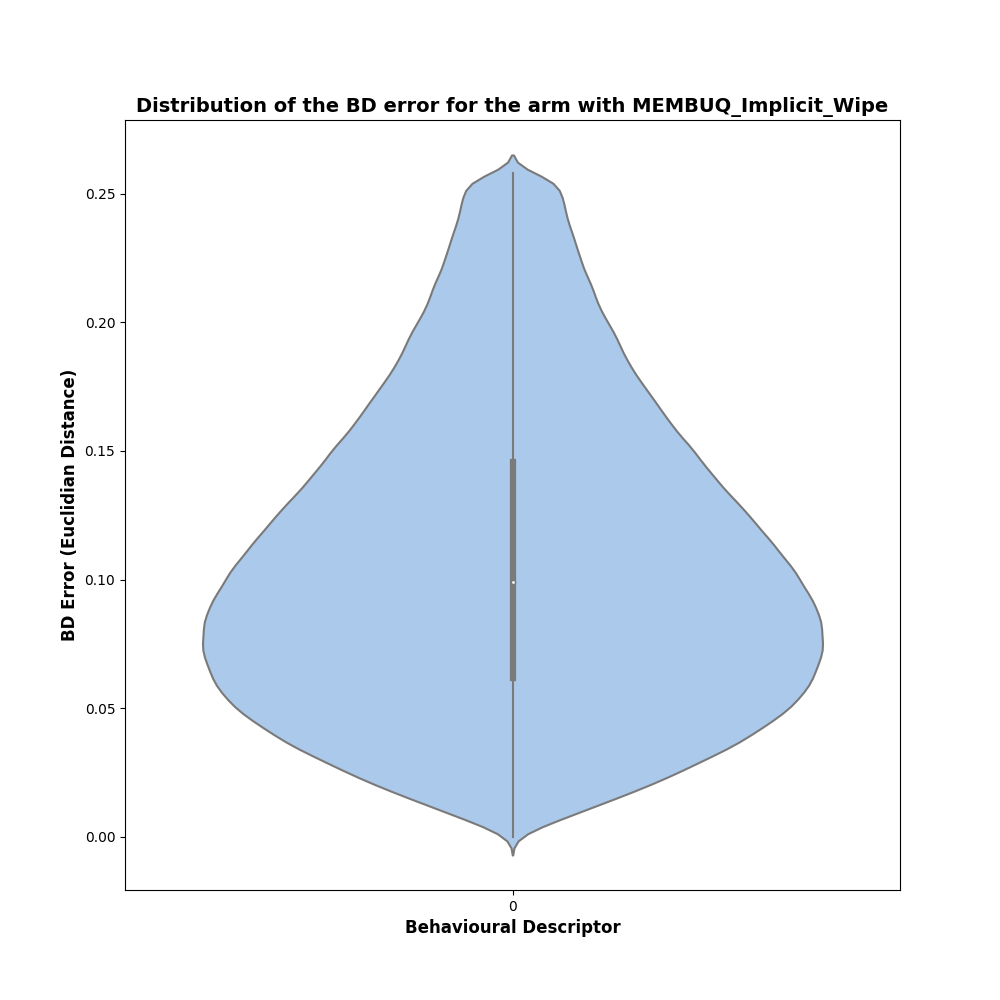 Distribution of the BD error for the arm with MEMBUQ_Implicit_Wipe
BD Error (Euclidian Distance)
0.25
0.20
0.15
0.10
0.05
0.00
0
Behavioural Descriptor